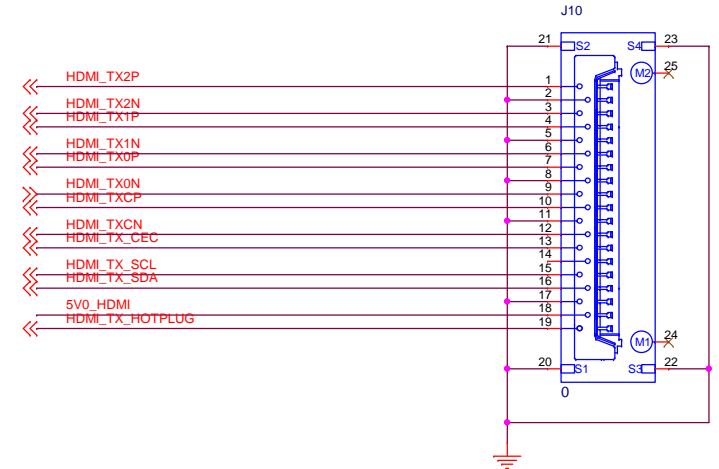 J10
21 S2 S4 23
M2 25
HDMI_TX2P 1
2
HDMI_TX2N 3
HDMI_TX1P 4
5
HDMI_TX1N 6
HDMI_TX0P 7
8
HDMI_TX0N 9
HDMI_TXCP 10
11
HDMI_TXCN 12
HDMI_TX_CEC 13
14
HDMI_TX_SCL 15
HDMI_TX_SDA 16
17
5V0_HDMI 18
HDMI_TX_HOTPLUG 19
M1 24
20 S1 S3 22
0